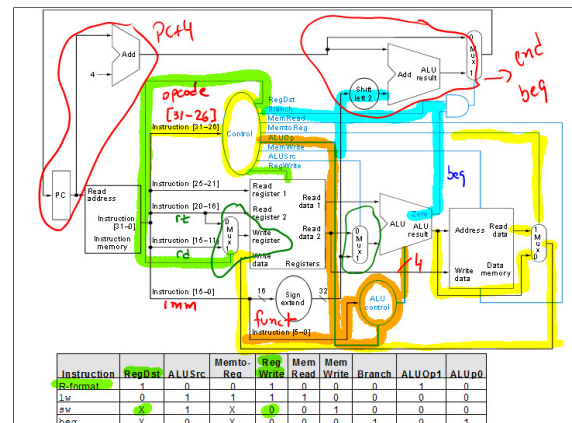 PC+4
Add
4
0
M
u
x
1
Add ALU
result
end
beq
Shift
left 2
opcode
[31-26]
RegDst
Branch
MemRead
MemtoReg
ALUOp
MemWrite
ALUSrc
RegWrite
Instruction [31-26]
Control
PC
Read
address
Instruction
[31-0]
Instruction
memory
Instruction [25-21]
Instruction [20-16]
rt
Instruction [15-11]
rd
0
M
u
x
1
Read
register 1
Read
register 2
Write
register
Write
data
Registers
Read
data 1
Read
data 2
0
M
u
x
1
beq
Zero
ALU
ALU
result
4
Address
Read
data
Write
data
Data
memory
1
M
u
x
0
Instruction [15-0]
imm
16
Sign
extend
32
funct
Instruction [5-0]
ALU
control
Instruction RegDst ALUSrc Memto-Reg Reg Write Mem Read Mem Write Branch ALUOp1 ALUp0
R-format 1 0 0 1 0 0 0 1 0
lw 0 1 1 1 1 0 0 0 0
sw X 1 X 0 0 1 0 0 0
beq X 0 X 0 0 0 1 0 1